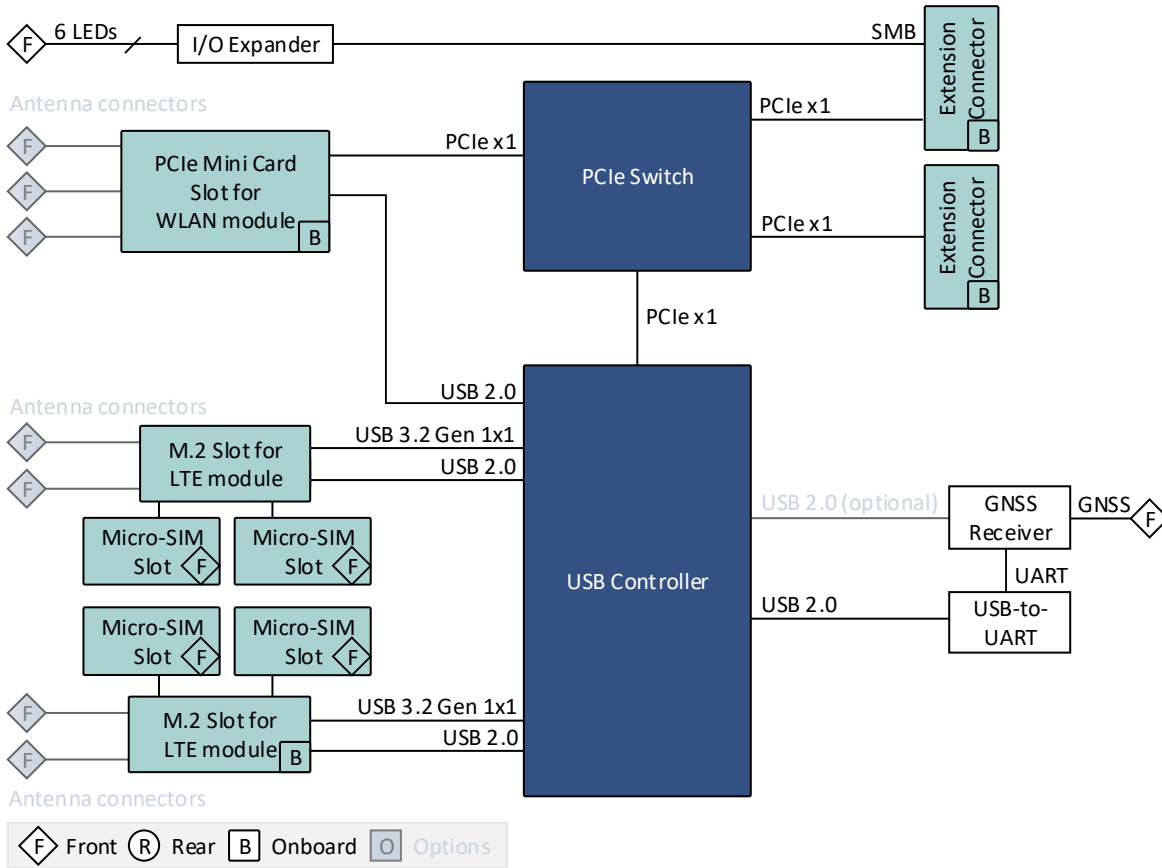 F
6 LEDs
I/O Expander
SMB
Extension
Connector
B
Antenna connectors
F
F
F
PCIe Mini Card
Slot for
WLAN module
B
PCIe x1
PCIe Switch
PCIe x1
PCIe x1
Extension
Connector
B
PCIe x1
USB 2.0
Antenna connectors
F
F
M.2 Slot for
LTE module
USB 3.2 Gen 1x1
USB 2.0
Micro-SIM
Slot
F
Micro-SIM
Slot
F
USB Controller
USB 2.0 (optional)
GNSS
Receiver
GNSS
F
UART
USB 2.0
USB-to-
UART
Micro-SIM
Slot
F
Micro-SIM
Slot
F
F
F
M.2 Slot for
LTE module
B
USB 3.2 Gen 1x1
USB 2.0
Antenna connectors
F Front R Rear B Onboard O Options